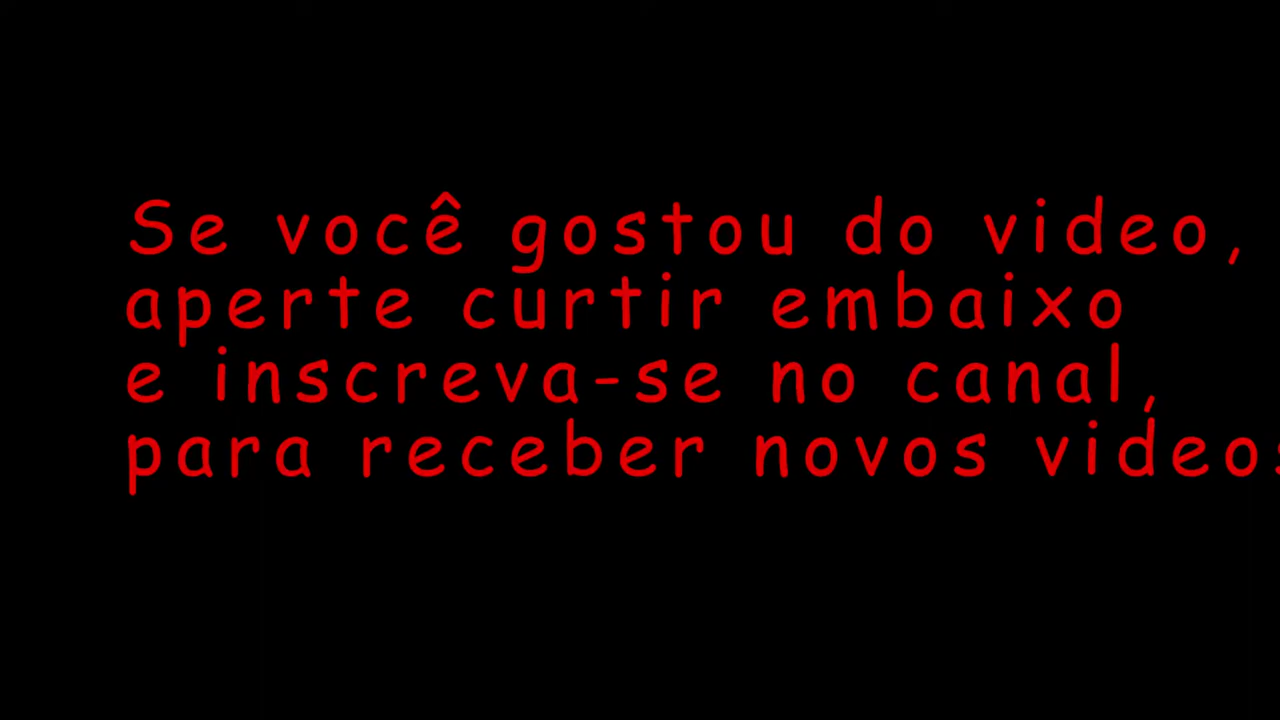 Se você gostou do video,
aperte curtir embaixo
e inscreva-se no canal,
para receber novos videos